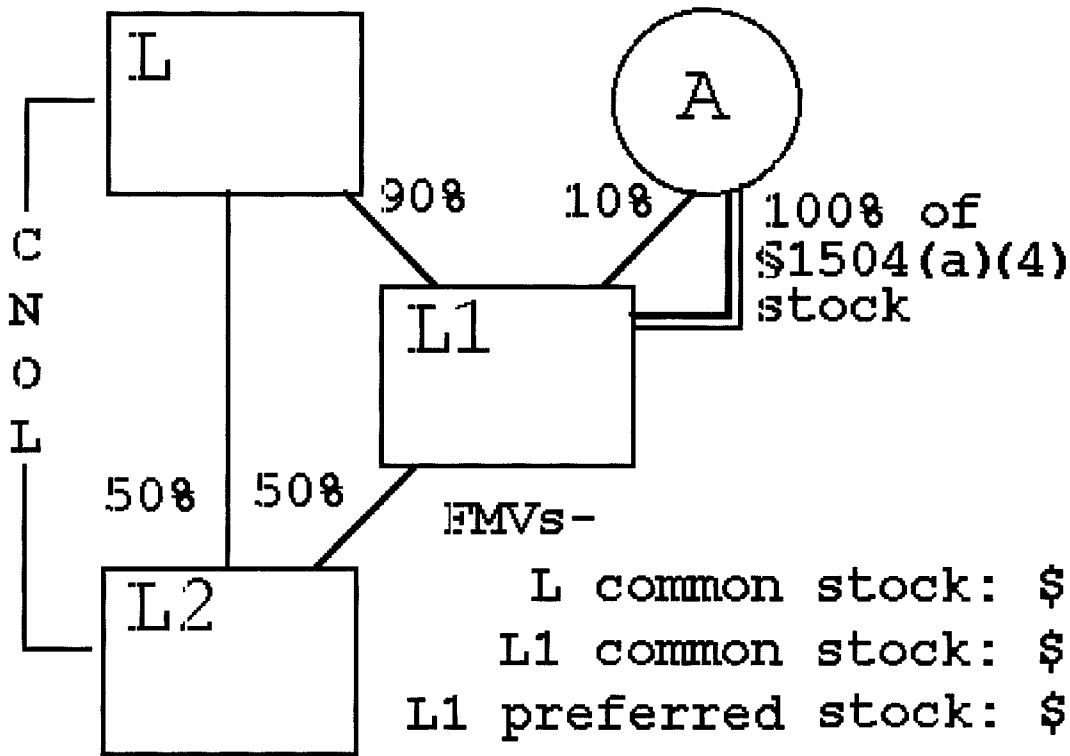 L
A
90%
10%
100% of
§1504(a)(4)
stock
C
N
O
L
L1
50%
50%
FMVs-
L2
L common stock: $
L1 common stock: $
L1 preferred stock: $